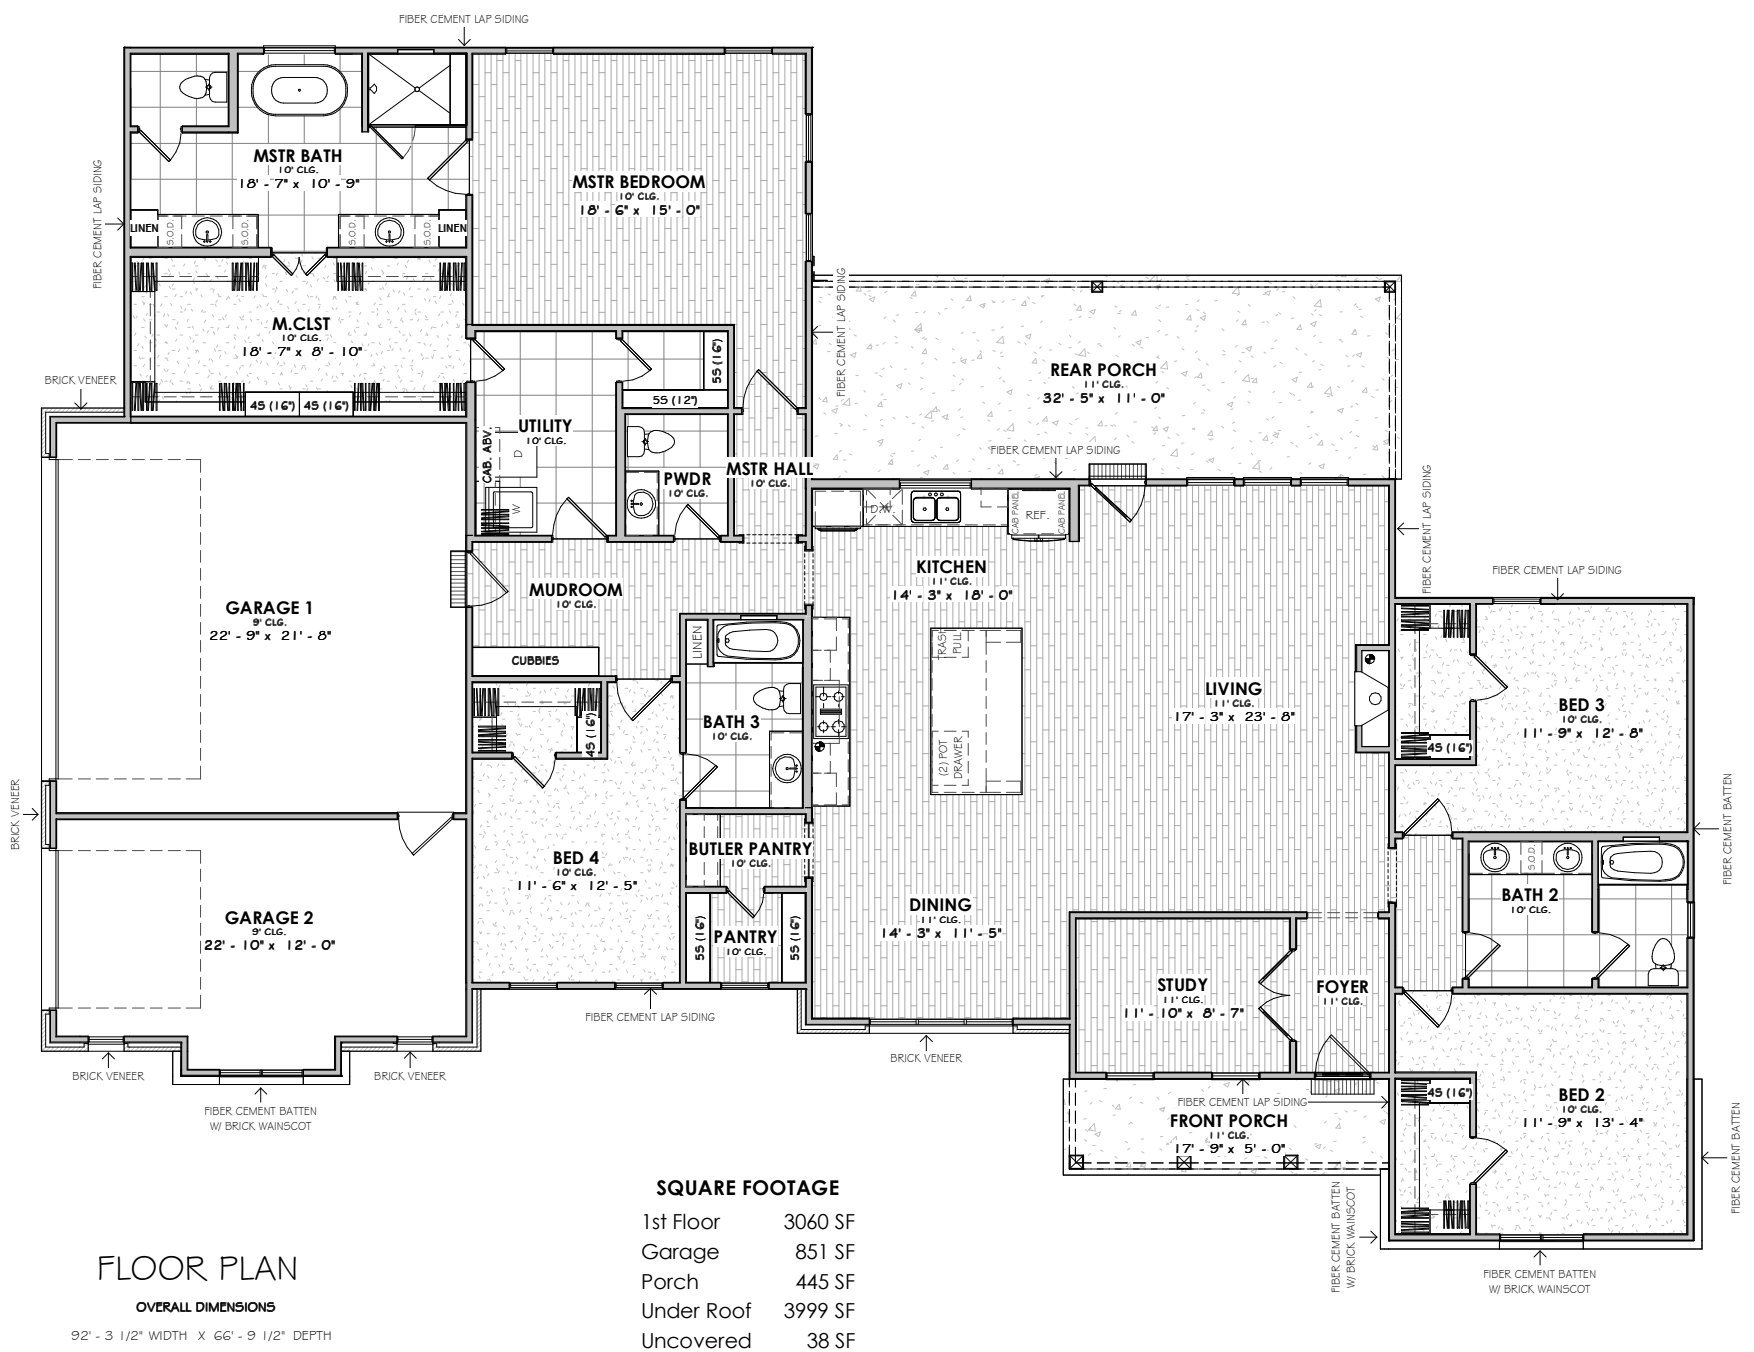 FIBER CEMENT LAP SIDING
MSTR BATH
10' CLG.
18' - 7" x 10' - 9"
FIBER CEMENT LAP SIDING
LINEN
S.O.D.
S.O.D.
S.O.D.
S.O.D.
LINEN
MSTR BEDROOM
10' CLG.
18' - 6" x 15' - 0"
M.CLST
10' CLG.
18' - 7" x 8' - 10"
4S (16")
4S (16")
BRICK VENEER
5S (16")
5S (12")
FIBER CEMENT LAP SIDING
REAR PORCH
11' CLG.
32' - 5" x 11' - 0"
FIBER CEMENT LAP SIDING
UTILITY
10' CLG.
CAB. ABV.
D
W
PWDR
10' CLG.
MSTR HALL
10' CLG.
D.W.
CAB PANEL
REF.
CAB PANEL
FIBER CEMENT LAP SIDING
KITCHEN
11' CLG.
14' - 3" x 18' - 0"
MUDROOM
10' CLG.
CUBBIES
GARAGE 1
9' CLG.
22' - 9" x 21' - 8"
LINEN
TRASH
PULL
(2) POT
DRAWER
FIBER CEMENT LAP SIDING
LIVING
11' CLG.
17' - 3" x 23' - 8"
BED 3
10' CLG.
11' - 9" x 12' - 8"
4S (16")
4S (16")
BATH 3
10' CLG.
BRICK VENEER
FIBER CEMENT BATTEN
BUTLER PANTRY
10' CLG.
BED 4
10' CLG.
11' - 6" x 12' - 5"
S.O.D.
BATH 2
10' CLG.
GARAGE 2
9' CLG.
22' - 10" x 12' - 0"
5S (16")
PANTRY
10' CLG.
5S (16")
DINING
11' CLG.
14' - 3" x 11' - 5"
STUDY
11' CLG.
11' - 10" x 8' - 7"
FOYER
11' CLG.
FIBER CEMENT LAP SIDING
BRICK VENEER
BRICK VENEER
BRICK VENEER
FIBER CEMENT BATTEN
W/ BRICK WAINSCOT
FIBER CEMENT LAP SIDING
FRONT PORCH
11' CLG.
17' - 9" x 5' - 0"
4S (16")
BED 2
10' CLG.
11' - 9" x 13' - 4"
FIBER CEMENT BATTEN
FIBER CEMENT BATTEN
W/ BRICK WAINSCOT
FIBER CEMENT BATTEN
W/ BRICK WAINSCOT
SQUARE FOOTAGE
1st Floor 3060 SF
Garage 851 SF
Porch 445 SF
Under Roof 3999 SF
Uncovered 38 SF
FLOOR PLAN
OVERALL DIMENSIONS
92' - 3 1/2" WIDTH X 66' - 9 1/2" DEPTH